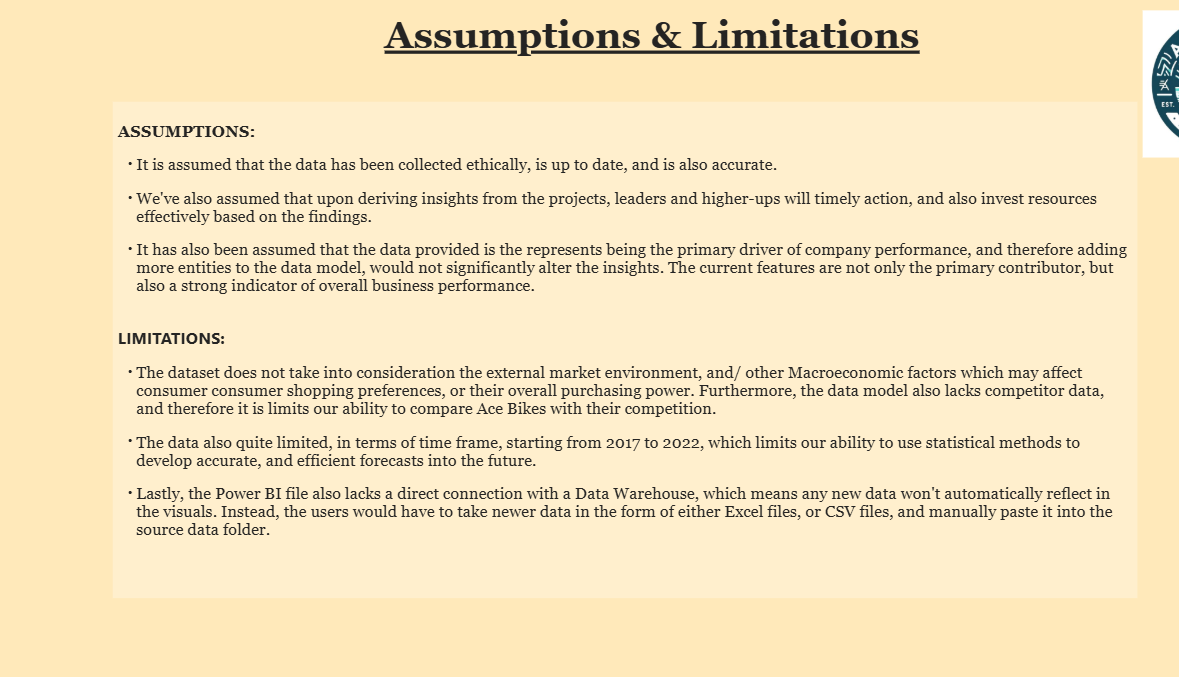 Assumptions & Limitations
A
EST.
ASSUMPTIONS:
• It is assumed that the data has been collected ethically, is up to date, and is also accurate.
• We've also assumed that upon deriving insights from the projects, leaders and higher-ups will timely action, and also invest resources
effectively based on the findings.
• It has also been assumed that the data provided is the represents being the primary driver of company performance, and therefore adding
more entities to the data model, would not significantly alter the insights. The current features are not only the primary contributor, but
also a strong indicator of overall business performance.
LIMITATIONS:
• The dataset does not take into consideration the external market environment, and/ other Macroeconomic factors which may affect
consumer consumer shopping preferences, or their overall purchasing power. Furthermore, the data model also lacks competitor data,
and therefore it is limits our ability to compare Ace Bikes with their competition.
• The data also quite limited, in terms of time frame, starting from 2017 to 2022, which limits our ability to use statistical methods to
develop accurate, and efficient forecasts into the future.
• Lastly, the Power BI file also lacks a direct connection with a Data Warehouse, which means any new data won't automatically reflect in
the visuals. Instead, the users would have to take newer data in the form of either Excel files, or CSV files, and manually paste it into the
source data folder.